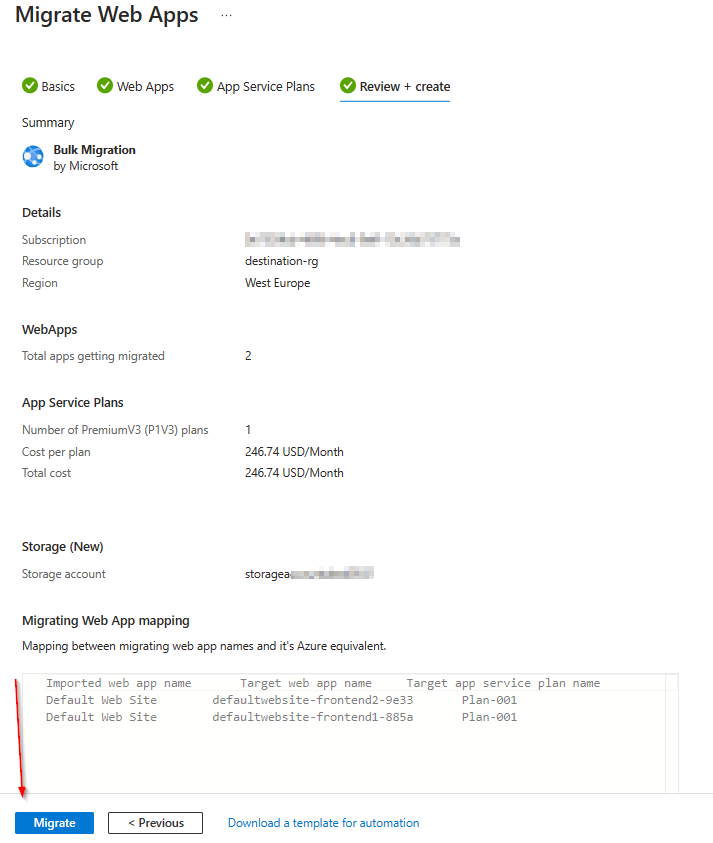 Migrate Web Apps ...
Basics Web Apps App Service Plans Review + create
Summary
Bulk Migration
by Microsoft
Details
Subscription
Resource group destination-rg
Region West Europe
WebApps
Total apps getting migrated 2
App Service Plans
Number of PremiumV3 (P1V3) plans 1
Cost per plan 246.74 USD/Month
Total cost 246.74 USD/Month
Storage (New)
Storage account
Migrating Web App mapping
Mapping between migrating web app names and it's Azure equivalent.
Imported web app name Target web app name Target app service plan name
Default Web Site defaultwebsite-frontend2-9e33 Plan-001
Default Web Site defaultwebsite-frontend1-885a Plan-001
Migrate < Previous Download a template for automation